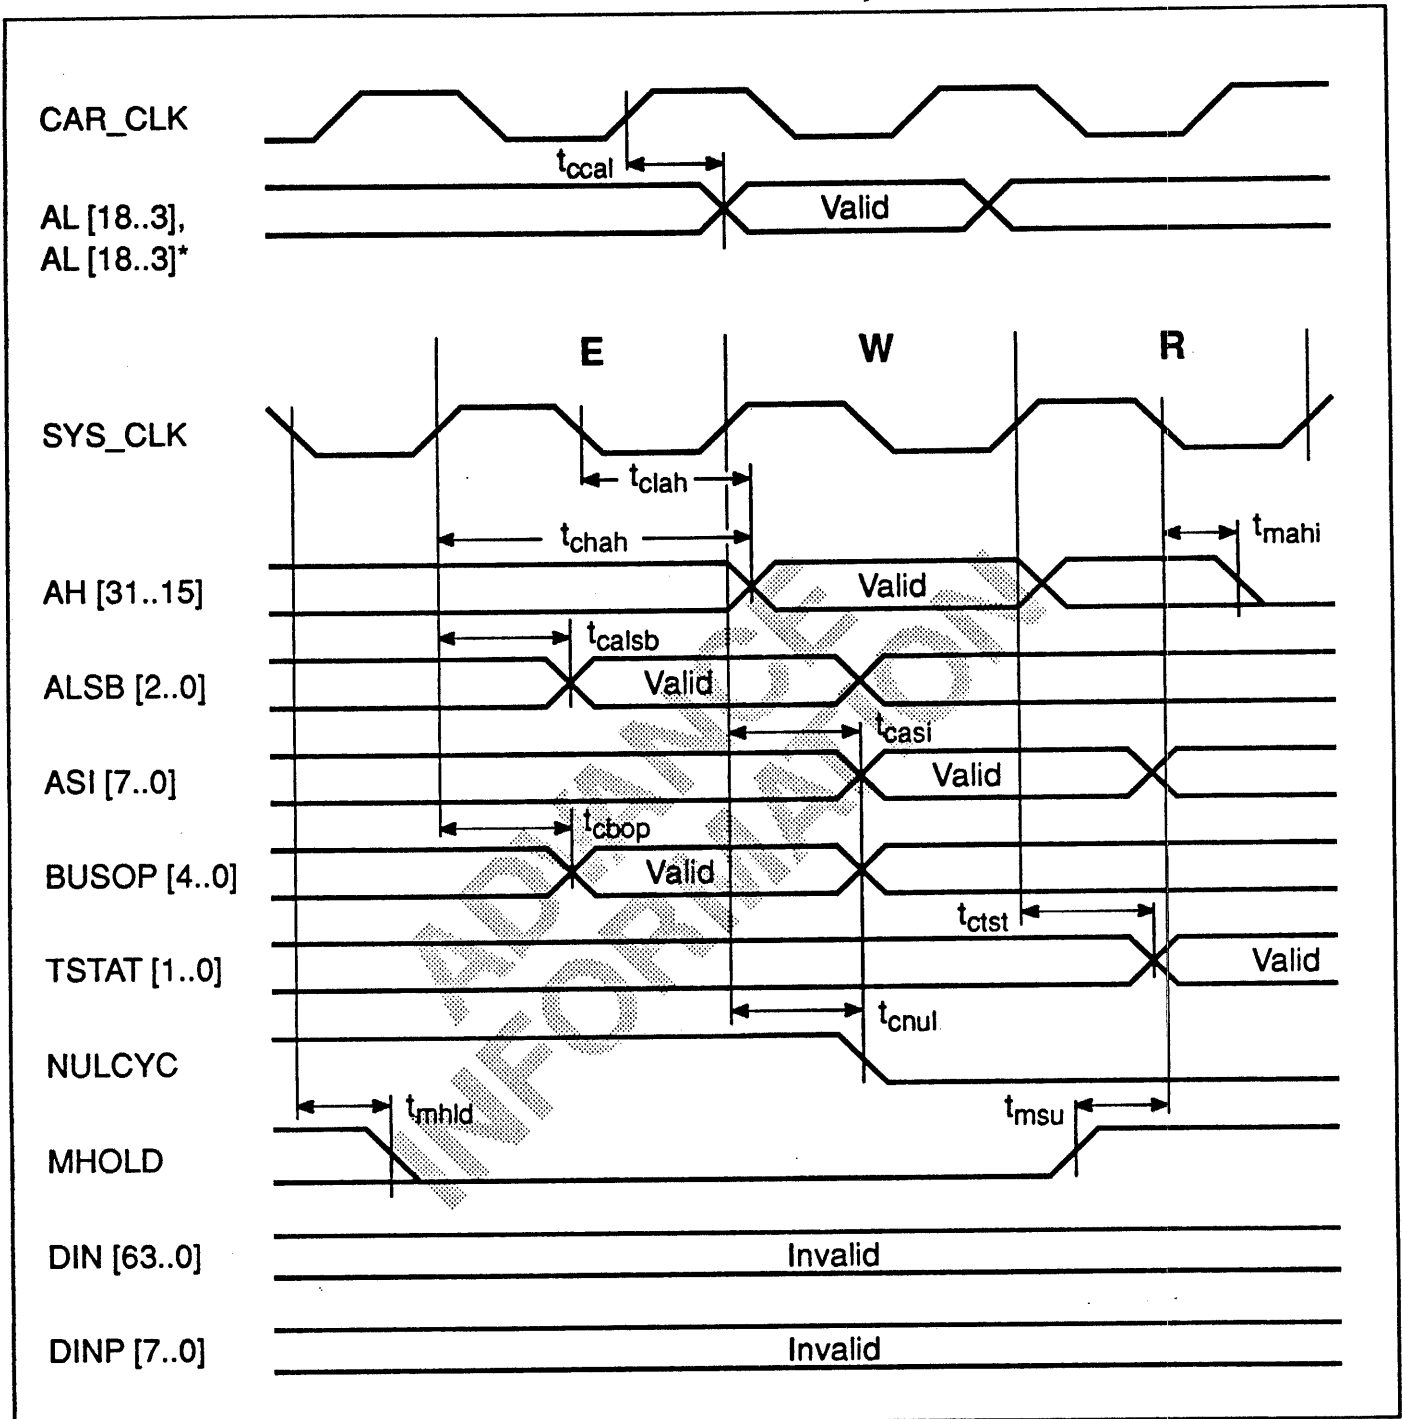 CAR_CLK
tccal
AL [18..3],
AL [18..3]*
Valid
E W R
SYS_CLK
tclah
tchah
tmahi
AH [31..15]
Valid
tcalsb
ALSB [2..0]
Valid
tcasi
ASI [7..0]
Valid
tcbop
BUSOP [4..0]
Valid
tctst
TSTAT [1..0]
Valid
tcnul
NULCYC
tmhld
tmsu
MHOLD
DIN [63..0]
Invalid
DINP [7..0]
Invalid
ADVANCE
INFORMATION